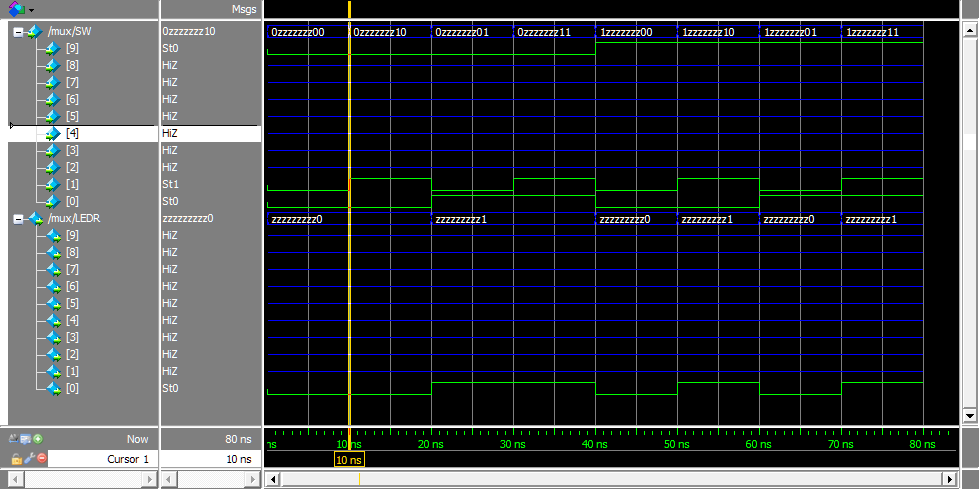 Msgs
/mux/SW 0zzzzzzz10 0zzzzzzz00 0zzzzzzz10 0zzzzzzz01 0zzzzzzz11 1zzzzzzz00 1zzzzzzz10 1zzzzzzz01 1zzzzzzz11
[9] St0
[8] HiZ
[7] HiZ
[6] HiZ
[5] HiZ
[4] HiZ
[3] HiZ
[2] HiZ
[1] St1
[0] St0
/mux/LEDR zzzzzzzzz0 zzzzzzzzz0 zzzzzzzzz1 zzzzzzzzz0 zzzzzzzzz1 zzzzzzzzz0 zzzzzzzzz1
[9] HiZ
[8] HiZ
[7] HiZ
[6] HiZ
[5] HiZ
[4] HiZ
[3] HiZ
[2] HiZ
[1] HiZ
[0] St0
Now 80 ns ns 10 ns 20 ns 30 ns 40 ns 50 ns 60 ns 70 ns 80 ns
Cursor 1 10 ns 10 ns